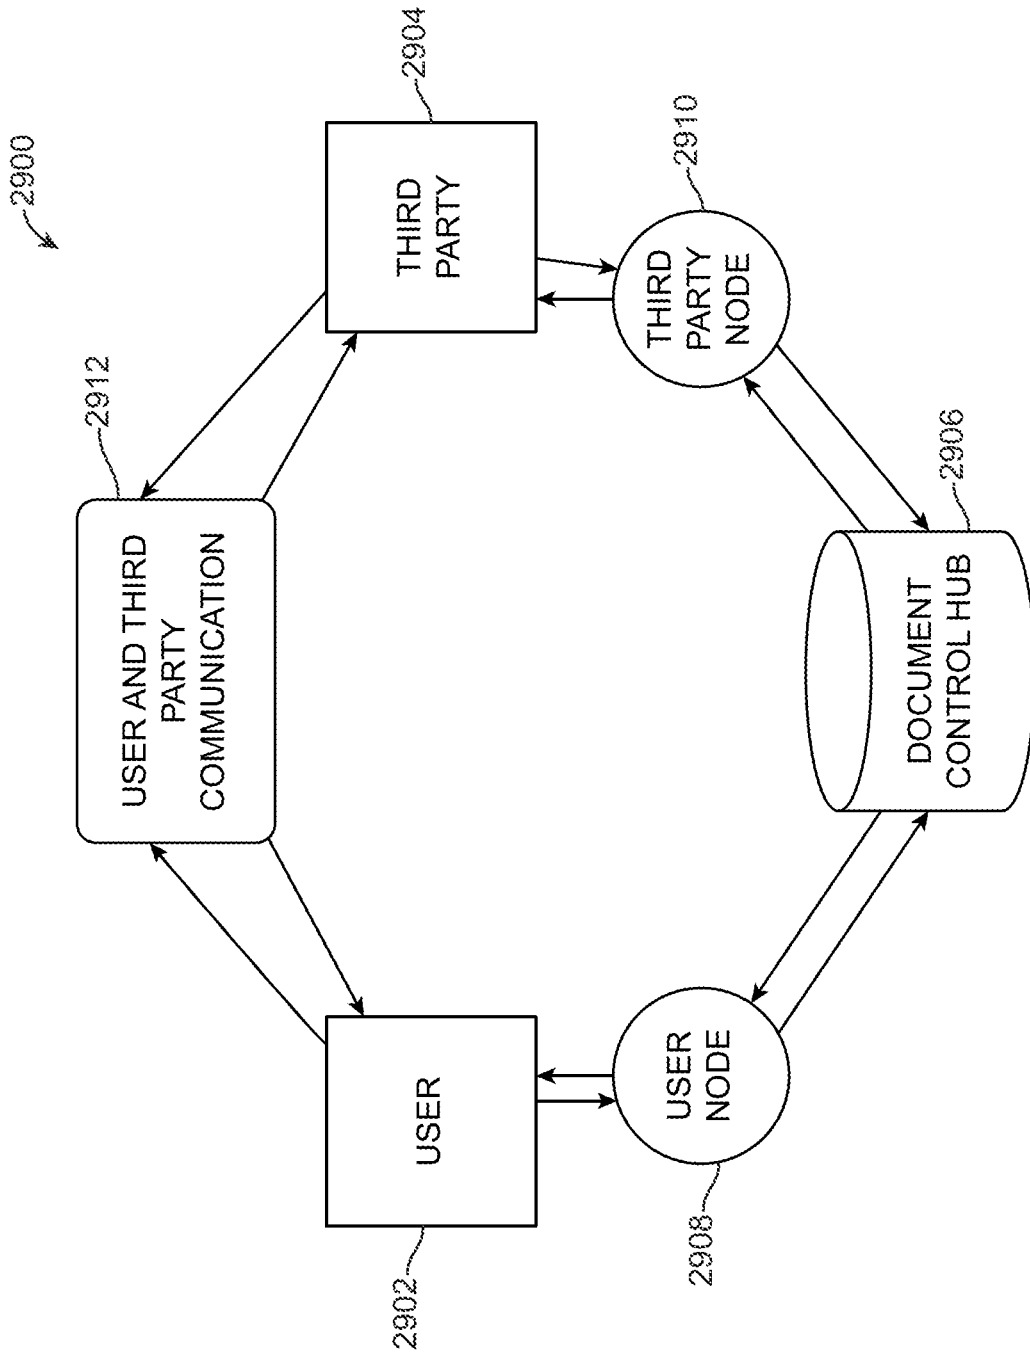 2900
2912
USER AND THIRD
PARTY
COMMUNICATION
2902
USER
THIRD
PARTY
2904
2908
USER
NODE
THIRD
PARTY
NODE
2910
DOCUMENT
CONTROL HUB
2906